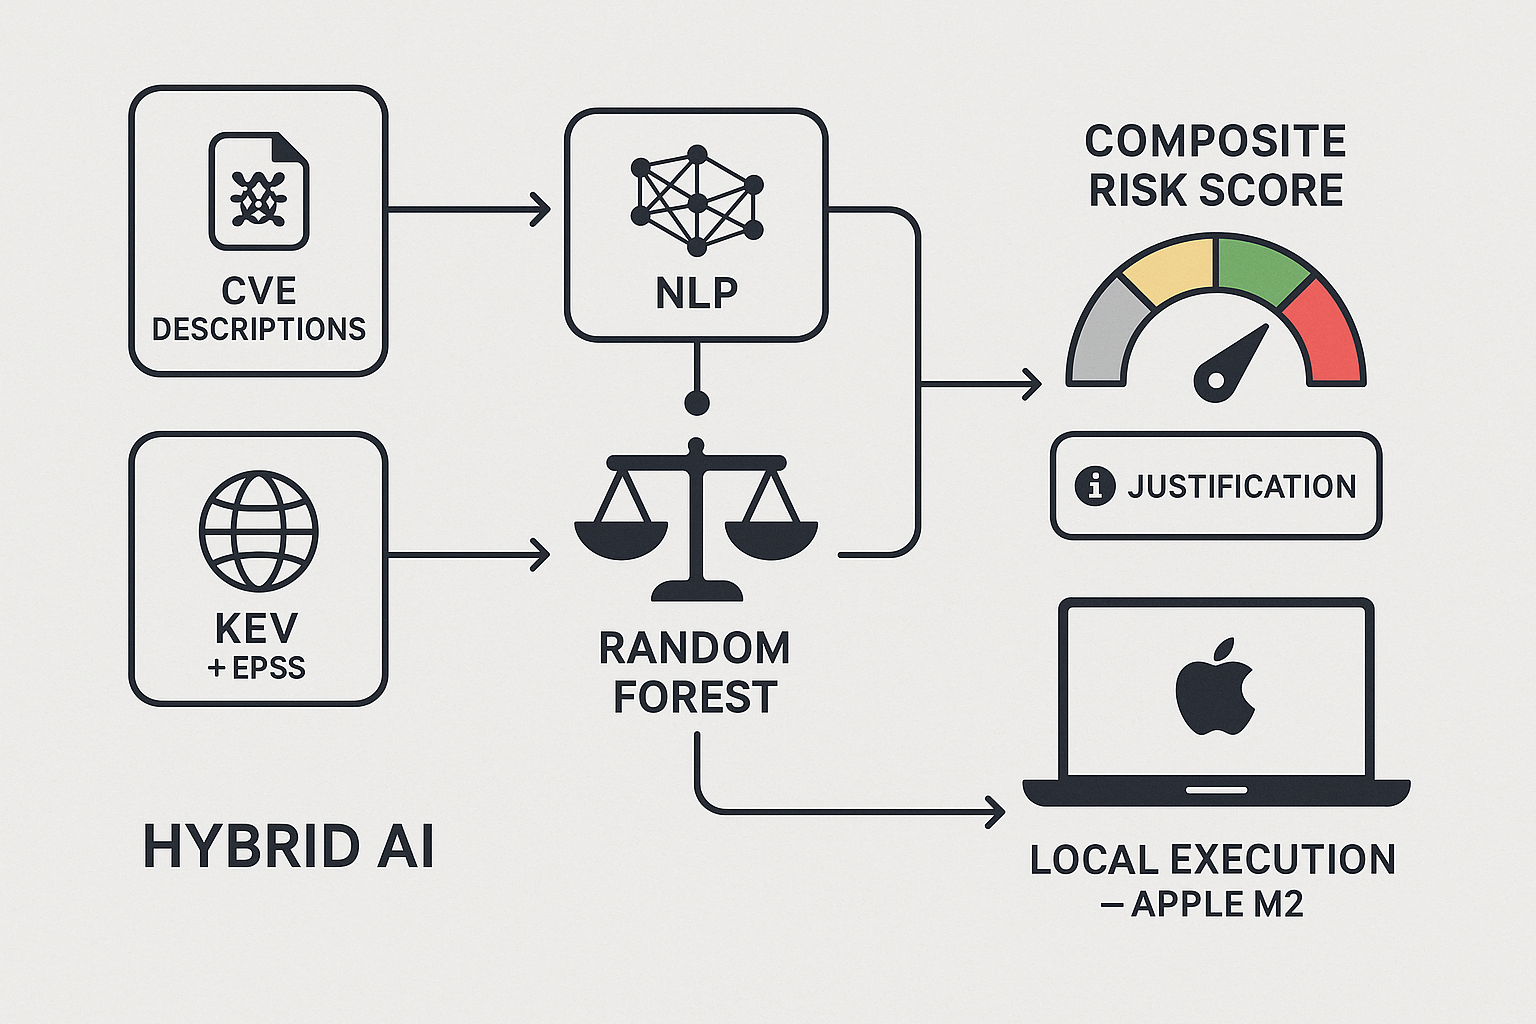 CVE
DESCRIPTIONS
NLP
COMPOSITE
RISK SCORE
KEV
+ EPSS
RANDOM
FOREST
i JUSTIFICATION
HYBRID AI
LOCAL EXECUTION
– APPLE M2